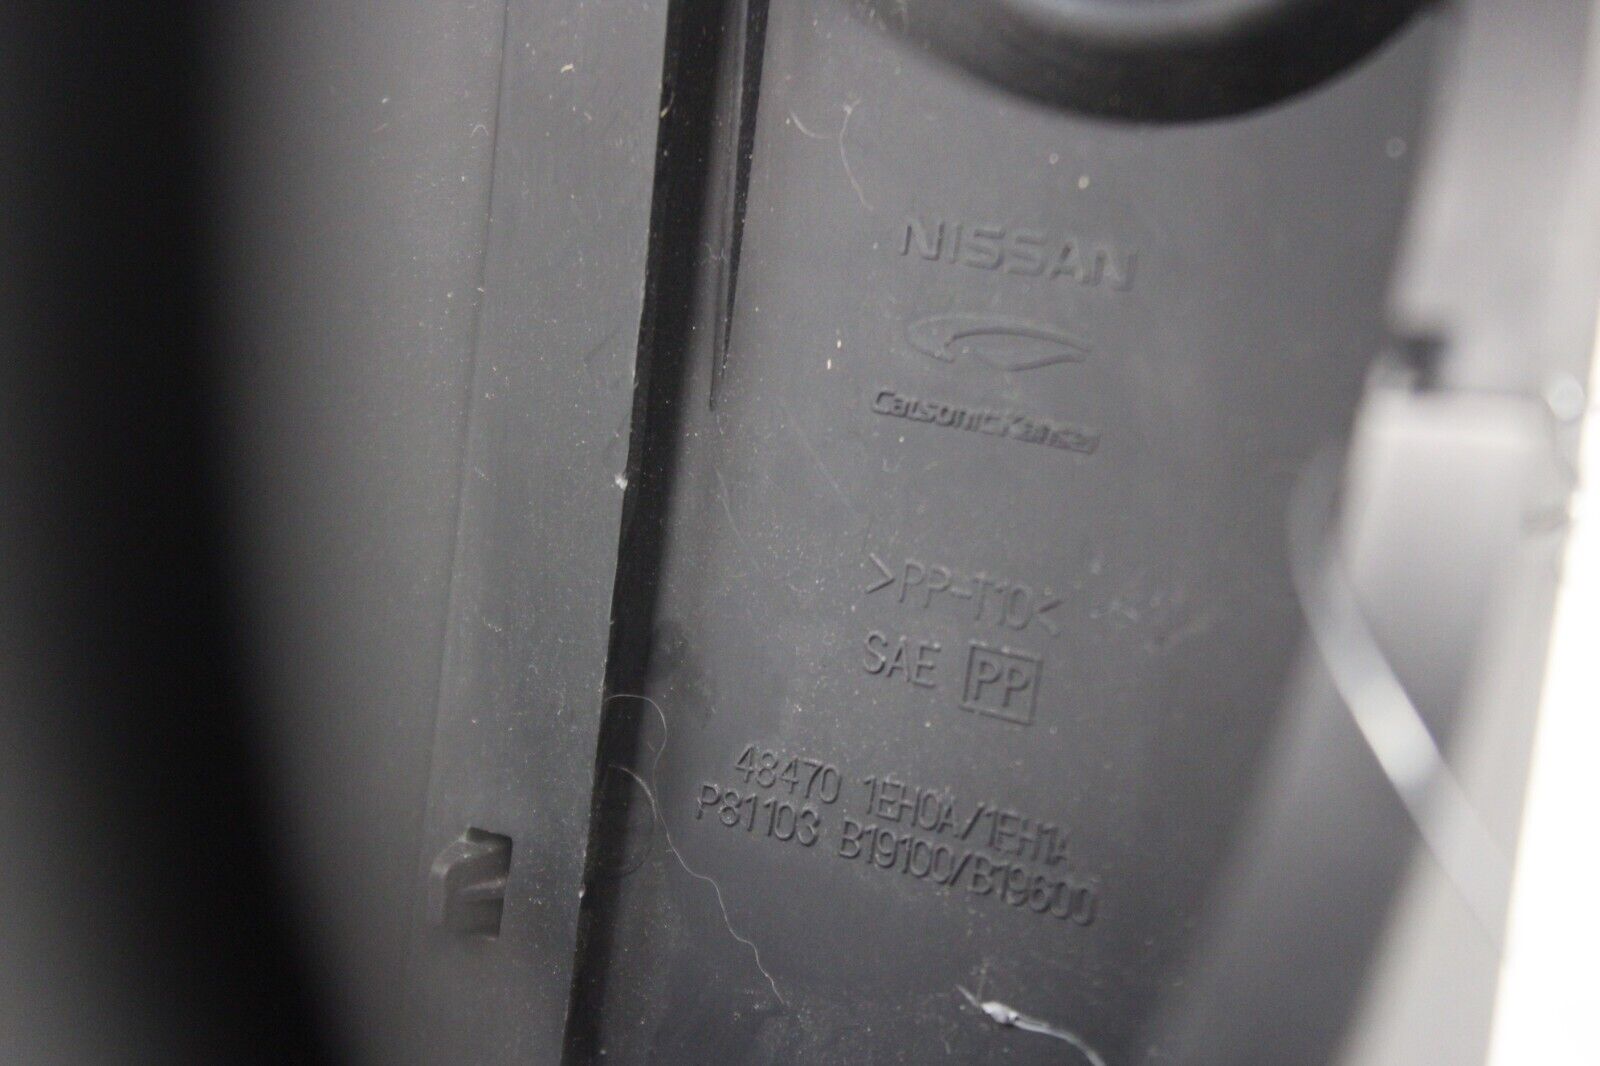 NISSAN
CalsonicKansei
>PP-T10<
SAE PP
48470 1EH0A/1EH1A
P81103 B19100/B19600